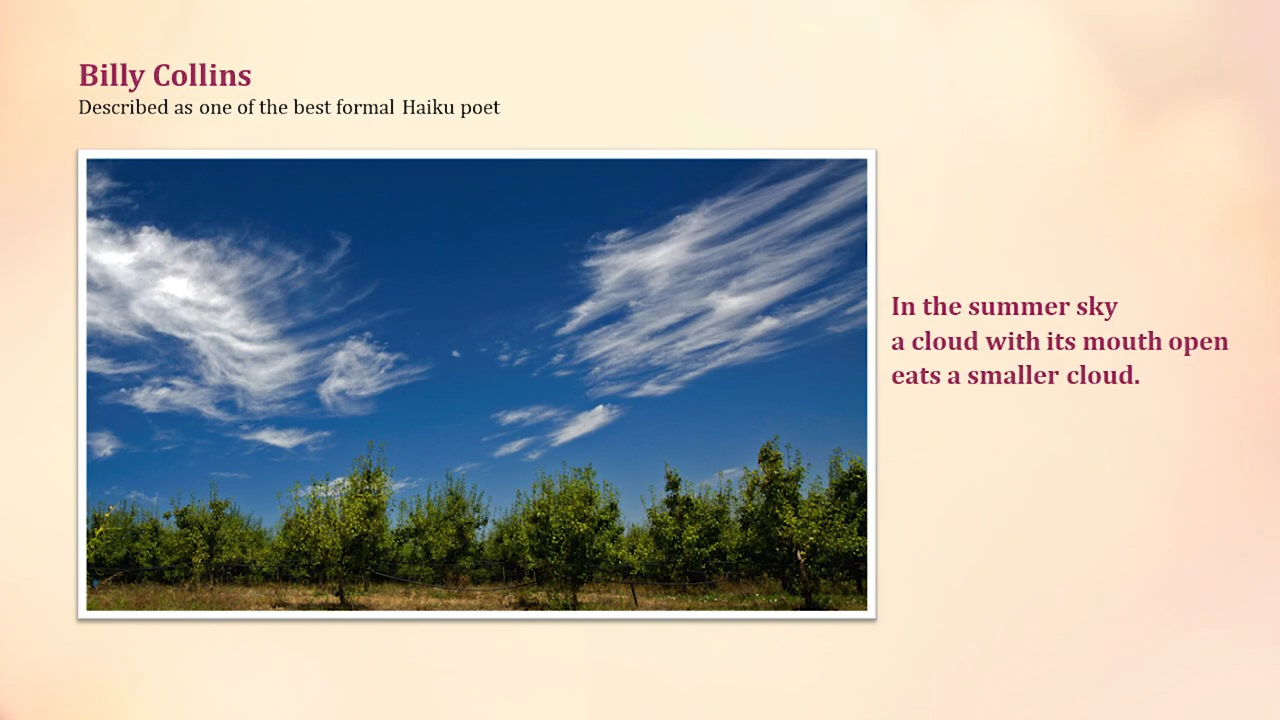 Billy Collins
Described as one of the best formal Haiku poet
In the summer sky
a cloud with its mouth open
eats a smaller cloud.